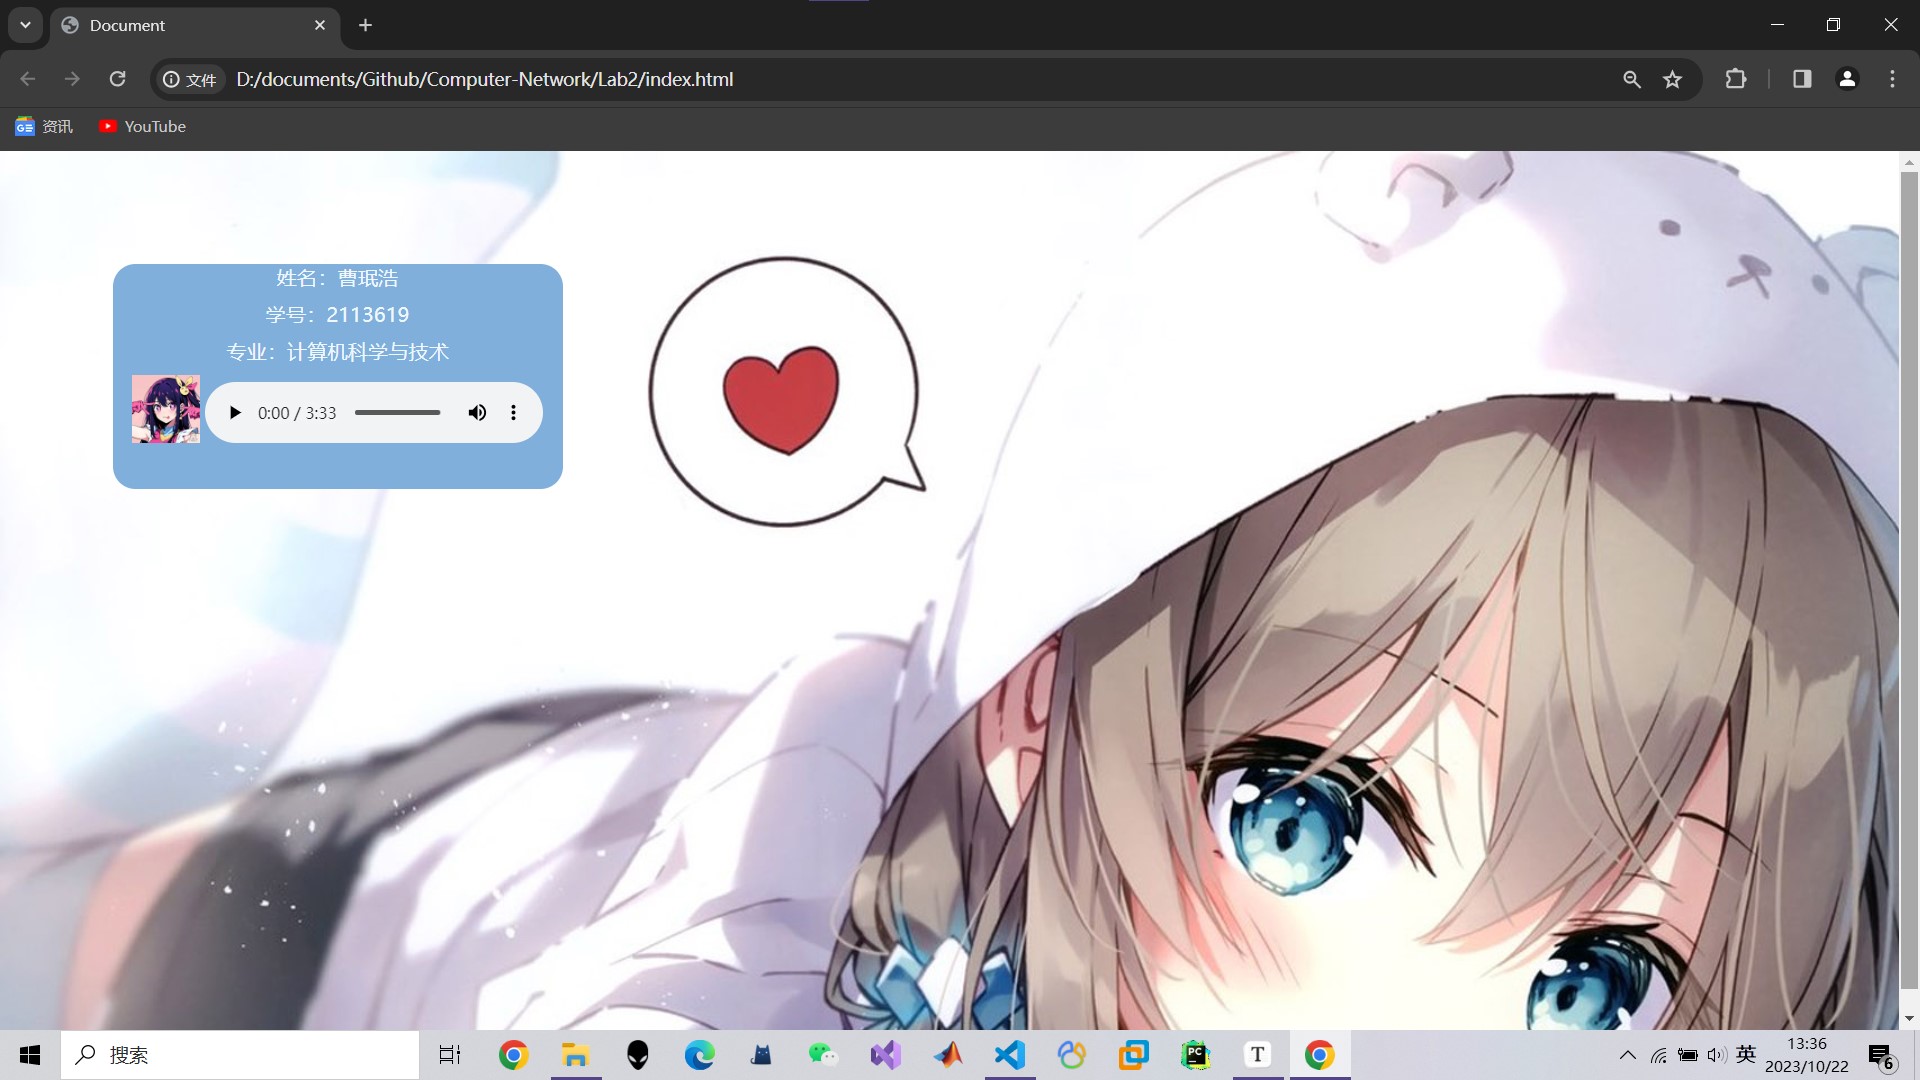 Document
文件 D:/documents/Github/Computer-Network/Lab2/index.html
资讯 YouTube
姓名：曹珉浩
学号：2113619
专业：计算机科学与技术
0:00 / 3:33
搜索
PC
T
英
13:36
2023/10/22
6